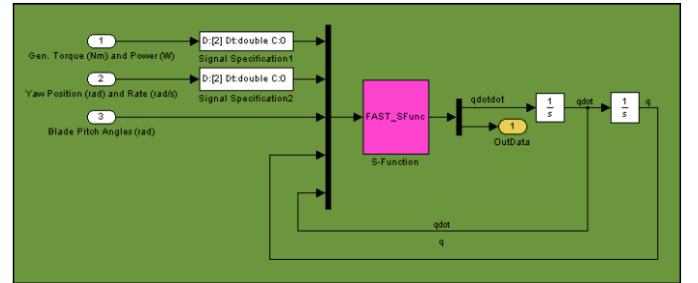 1
D:[2] Dt:double C:0
Gen. Torque (Nm) and Power (W)
Signal Specification1
2
D:[2] Dt:double C:0
Yaw Position (rad) and Rate (rad/s)
Signal Specification2
3
Blade Pitch Angles (rad)
FAST_SFunc
S-Function
qdotdot
1
OutData
1
s
qdot
1
s
q
qdot
q